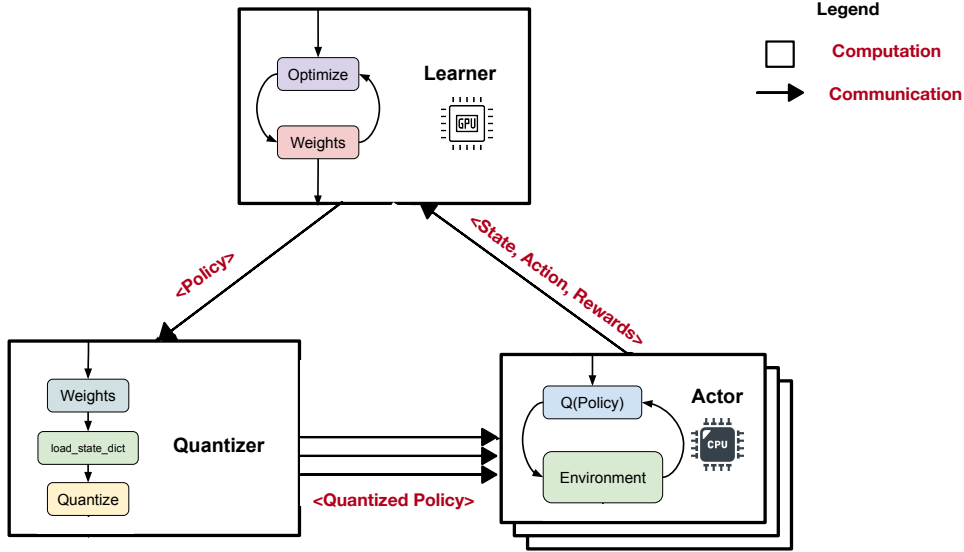 Legend
Computation
Communication
Learner
Optimize
GPU
Weights
<Policy>
<State, Action, Rewards>
Weights
load_state_dict
Quantize
Quantizer
<Quantized Policy>
Actor
Q(Policy)
CPU
Environment